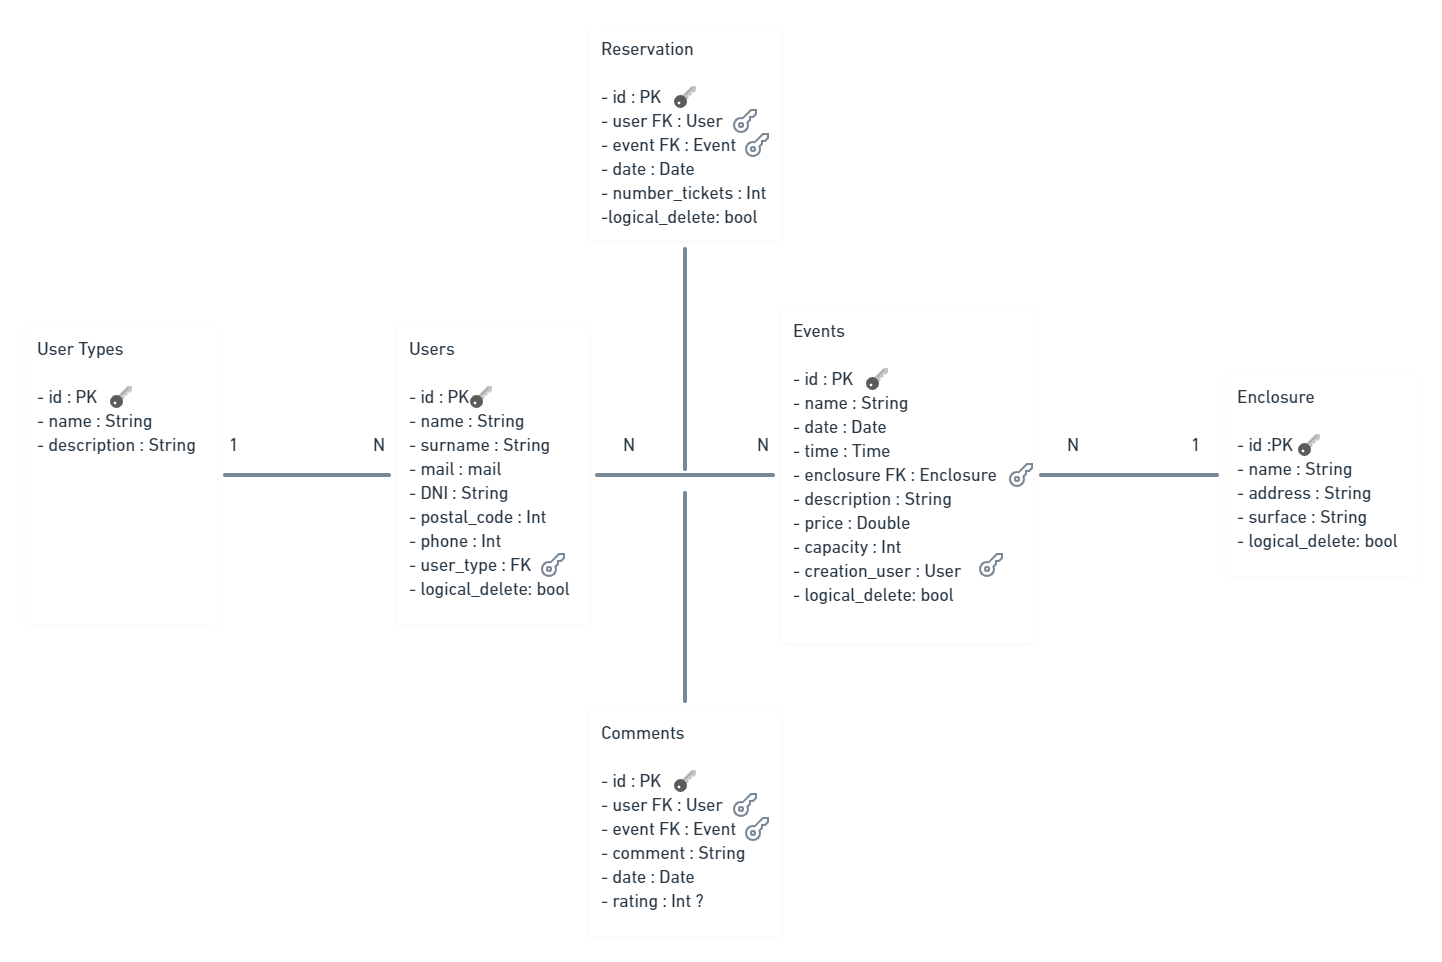 Reservation
- id : PK
- user FK : User
- event FK : Event
- date : Date
- number_tickets : Int
-logical_delete: bool
User Types
- id : PK
- name : String
- description : String
1
N
Users
- id : PK
- name : String
- surname : String
- mail : mail
- DNI : String
- postal_code : Int
- phone : Int
- user_type : FK
- logical_delete: bool
N
N
Events
- id : PK
- name : String
- date : Date
- time : Time
- enclosure FK : Enclosure
- description : String
- price : Double
- capacity : Int
- creation_user : User
- logical_delete: bool
N
1
Enclosure
- id :PK
- name : String
- address : String
- surface : String
- logical_delete: bool
Comments
- id : PK
- user FK : User
- event FK : Event
- comment : String
- date : Date
- rating : Int ?